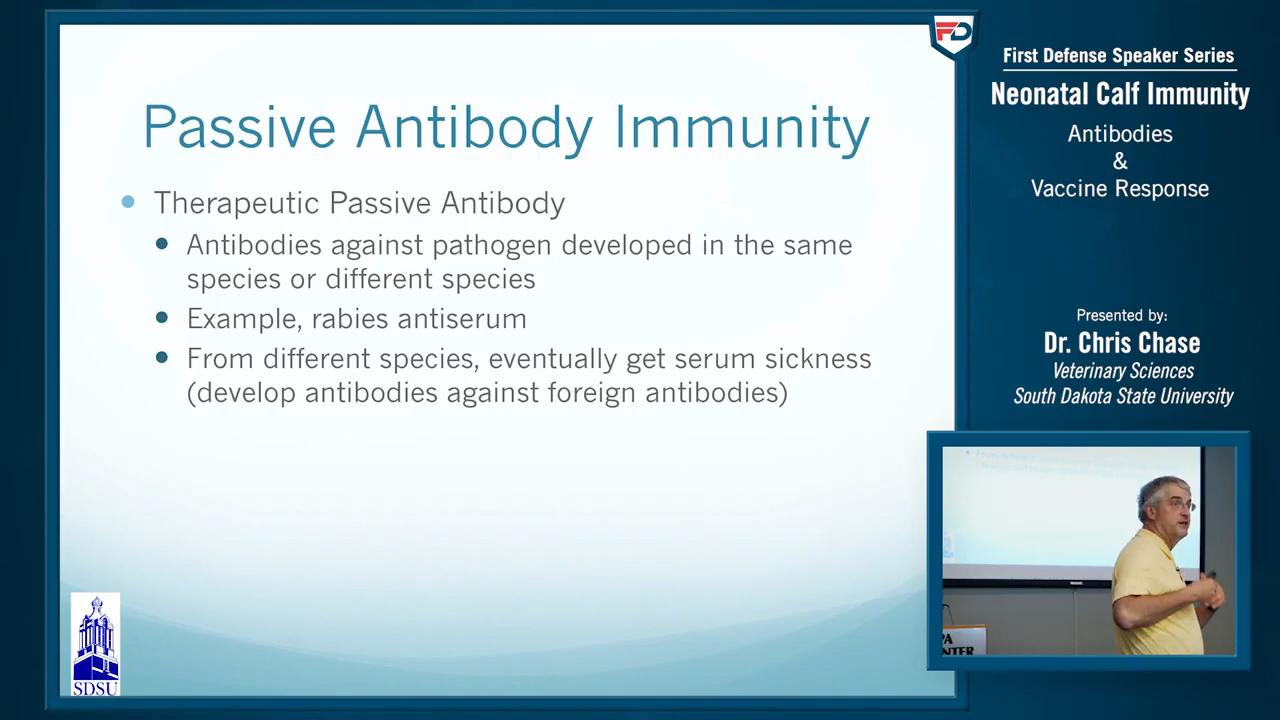 Passive Antibody Immunity
Therapeutic Passive Antibody
Antibodies against pathogen developed in the same
species or different species
Example, rabies antiserum
From different species, eventually get serum sickness
(develop antibodies against foreign antibodies)
SDSU
FD
First Defense Speaker Series
Neonatal Calf Immunity
Antibodies
&
Vaccine Response
Presented by:
Dr. Chris Chase
Veterinary Sciences
South Dakota State University
PA
NTER